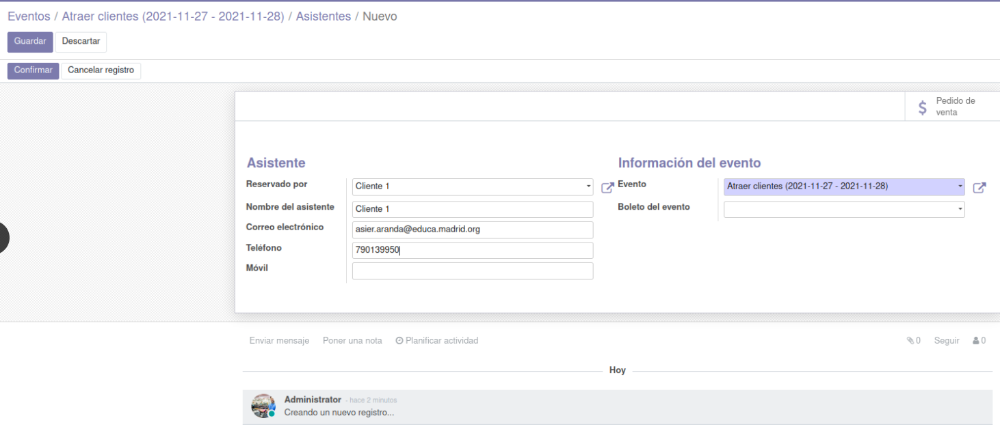 Eventos / Atraer clientes (2021-11-27 - 2021-11-28) / Asistentes / Nuevo
Guardar Descartar
Confirmar Cancelar registro
Pedido de
venta
Asistente
Reservado por Cliente 1
Nombre del asistente Cliente 1
Correo electrónico asier.aranda@educa.madrid.org
Teléfono 790139950
Móvil
Información del evento
Evento Atraer clientes (2021-11-27 - 2021-11-28)
Boleto del evento
Enviar mensaje Poner una nota Planificar actividad 0 Seguir 0
Hoy
Administrator - hace 2 minutos
Creando un nuevo registro...